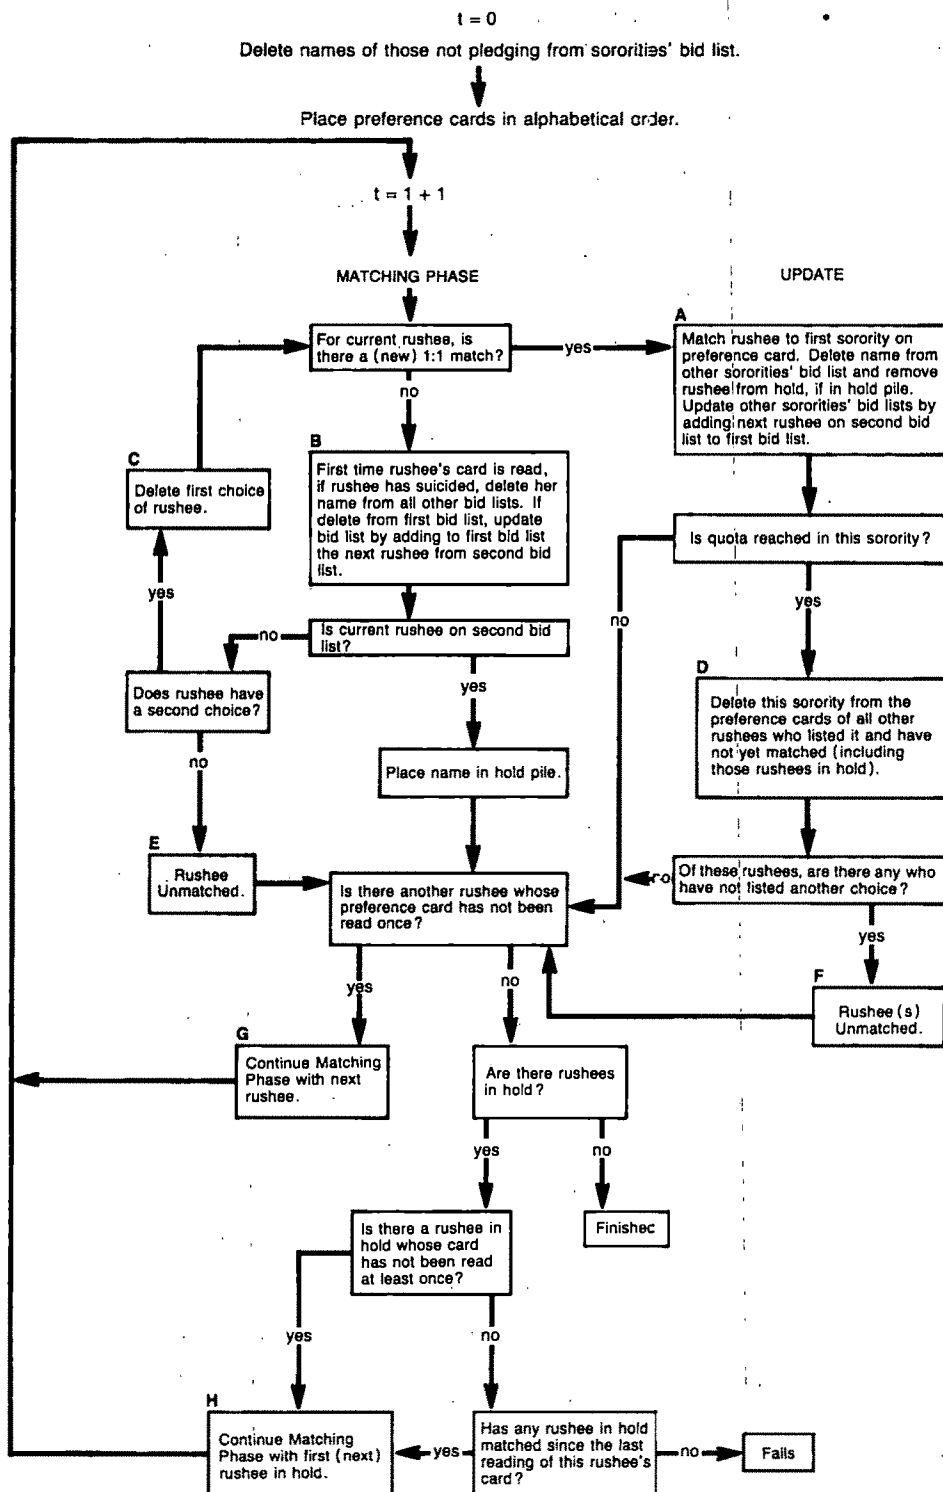 t = 0
Delete names of those not pledging from sororities' bid list.
Place preference cards in alphabetical order.
t = 1 + 1
MATCHING PHASE
UPDATE
For current rushee, is
there a (new) 1:1 match?
yes
no
A
Match rushee to first sorority on
preference card. Delete name from
other sororities' bid list and remove
rushee from hold, if in hold pile.
Update other sororities' bid lists by
adding next rushee on second bid
list to first bid list.
B
First time rushee's card is read,
if rushee has suicided, delete her
name from all other bid lists. If
delete from first bid list, update
bid list by adding to first bid list
the next rushee from second bid
list.
C
Delete first choice
of rushee.
yes
Is quota reached in this sorority?
no
yes
Is current rushee on second bid
list?
no
yes
Does rushee have
a second choice?
no
D
Delete this sorority from the
preference cards of all other
rushees who listed it and have
not yet matched (including
those rushees in hold).
Place name in hold pile.
E
Rushee
Unmatched.
Is there another rushee whose
preference card has not been
read once?
Of these rushees, are there any who
have not listed another choice?
no
yes
F
Rushee(s)
Unmatched.
yes
no
G
Continue Matching
Phase with next
rushee.
Are there rushees
in hold?
yes
no
Finished
Is there a rushee in
hold whose card
has not been read
at least once?
yes
no
H
Continue Matching
Phase with first (next)
rushee in hold.
Has any rushee in hold
matched since the last
reading of this rushee's
card?
yes
no
Fails